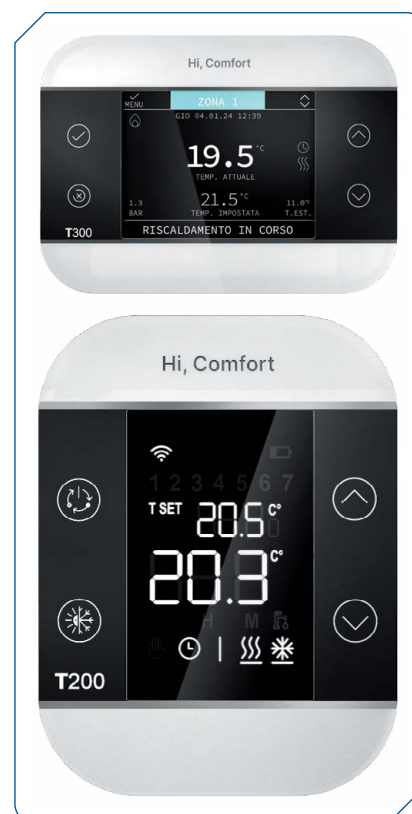 Hi, Comfort
MENU ZONA 1
GIO 04.01.24 12:39
19.5 °C
TEMP. ATTUALE
1.3 21.5 °C 11.0 °C
BAR TEMP. IMPOSTATA T.EST.
T300 RISCALDAMENTO IN CORSO
Hi, Comfort
1 2 3 4 5 6 7
T SET 20.5 C°
20.3 C°
H M
T200